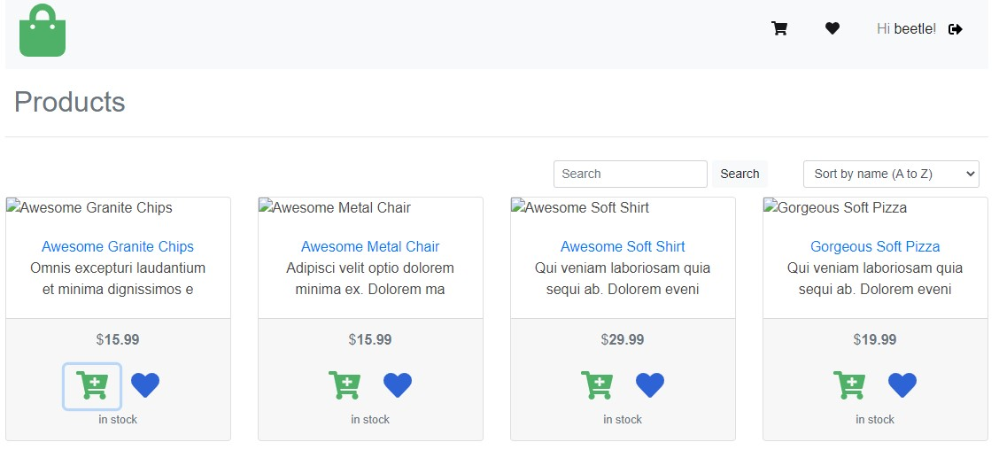 Hi beetle!
Products
Search
Search
Sort by name (A to Z)
Awesome Granite Chips
Awesome Granite Chips
Omnis excepturi laudantium
et minima dignissimos e
$15.99
in stock
Awesome Metal Chair
Awesome Metal Chair
Adipisci velit optio dolorem
minima ex. Dolorem ma
$15.99
in stock
Awesome Soft Shirt
Awesome Soft Shirt
Qui veniam laboriosam quia
sequi ab. Dolorem eveni
$29.99
in stock
Gorgeous Soft Pizza
Gorgeous Soft Pizza
Qui veniam laboriosam quia
sequi ab. Dolorem eveni
$19.99
in stock